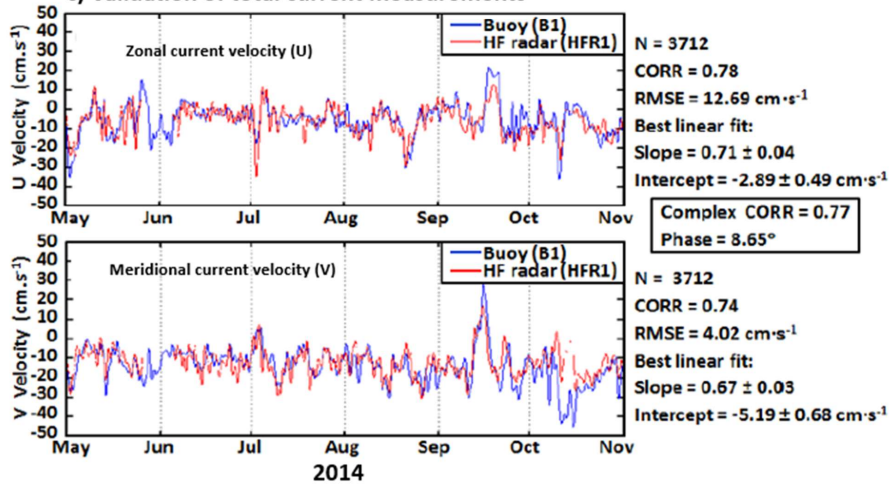 50
40
30
20
10
0
-10
-20
-30
-40
-50
U Velocity (cm.s⁻¹)
Zonal current velocity (U)
Buoy (B1)
HF radar (HFR1)
May Jun Jul Aug Sep Oct Nov
N = 3712
CORR = 0.78
RMSE = 12.69 cm·s⁻¹
Best linear fit:
Slope = 0.71 ± 0.04
Intercept = -2.89 ± 0.49 cm·s⁻¹
Complex CORR = 0.77
Phase = 8.65º
50
40
30
20
10
0
-10
-20
-30
-40
-50
V Velocity (cm.s⁻¹)
Meridional current velocity (V)
Buoy (B1)
HF radar (HFR1)
May Jun Jul Aug Sep Oct Nov
2014
N = 3712
CORR = 0.74
RMSE = 4.02 cm·s⁻¹
Best linear fit:
Slope = 0.67 ± 0.03
Intercept = -5.19 ± 0.68 cm·s⁻¹